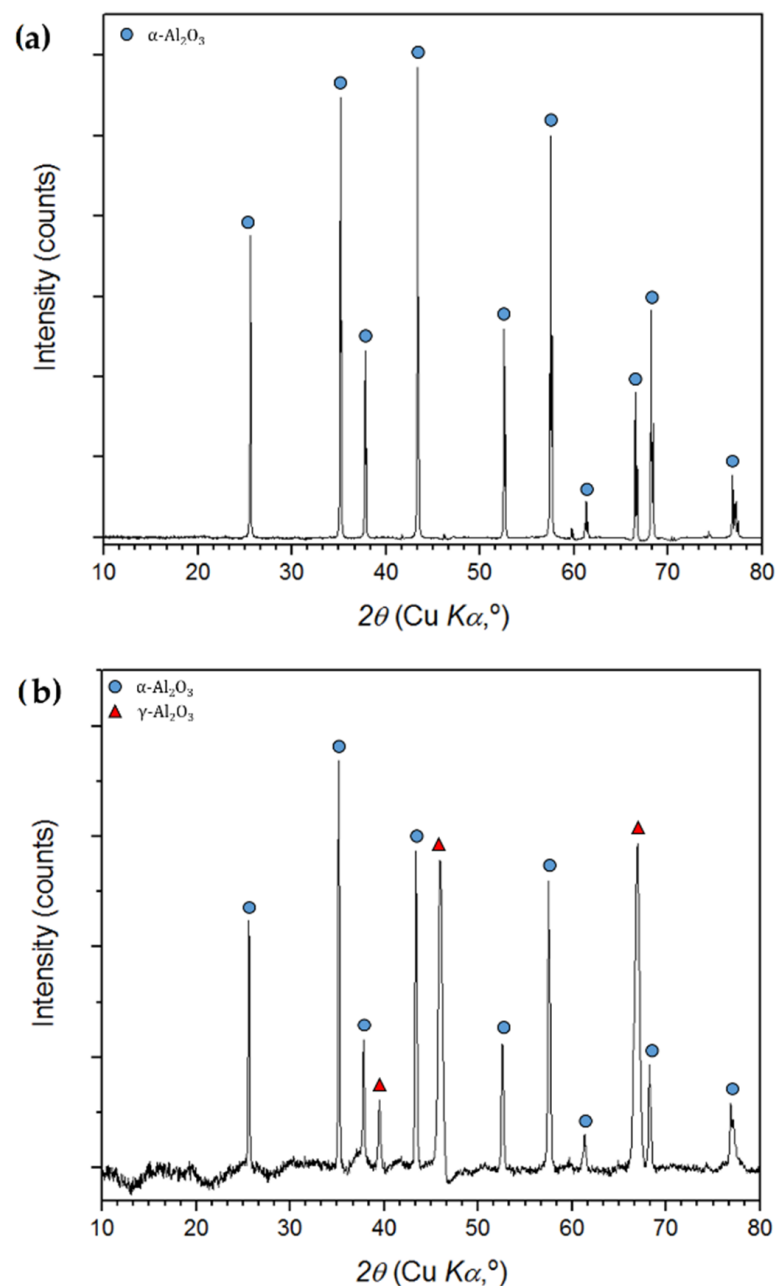 (a)
α-Al₂O₃
Intensity (counts)
10 20 30 40 50 60 70 80
2θ (Cu Kα,º)
(b)
α-Al₂O₃
γ-Al₂O₃
Intensity (counts)
10 20 30 40 50 60 70 80
2θ (Cu Kα,º)